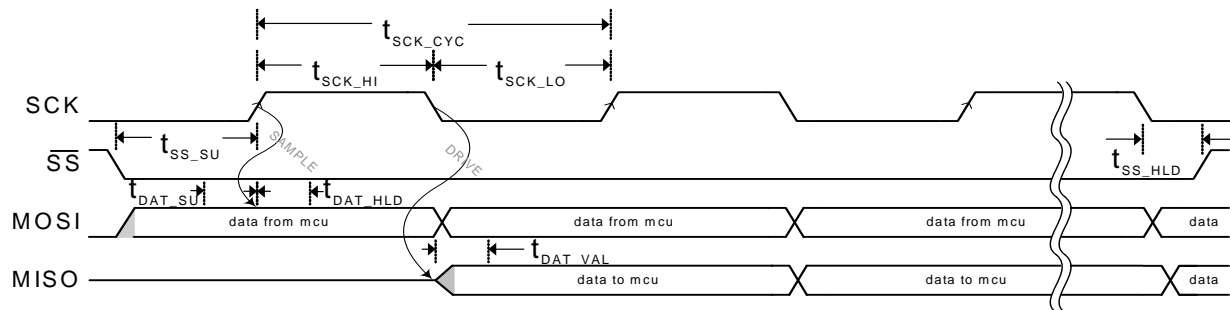 tSCK_CYC
tSCK_HI
tSCK_LO
SCK
tSS_SU
SAMPLE
DRIVE
tSS_HLD
SS
tDAT_SU
tDAT_HLD
MOSI
data from mcu
data from mcu
data from mcu
data
tDAT_VAL
MISO
data to mcu
data to mcu
data